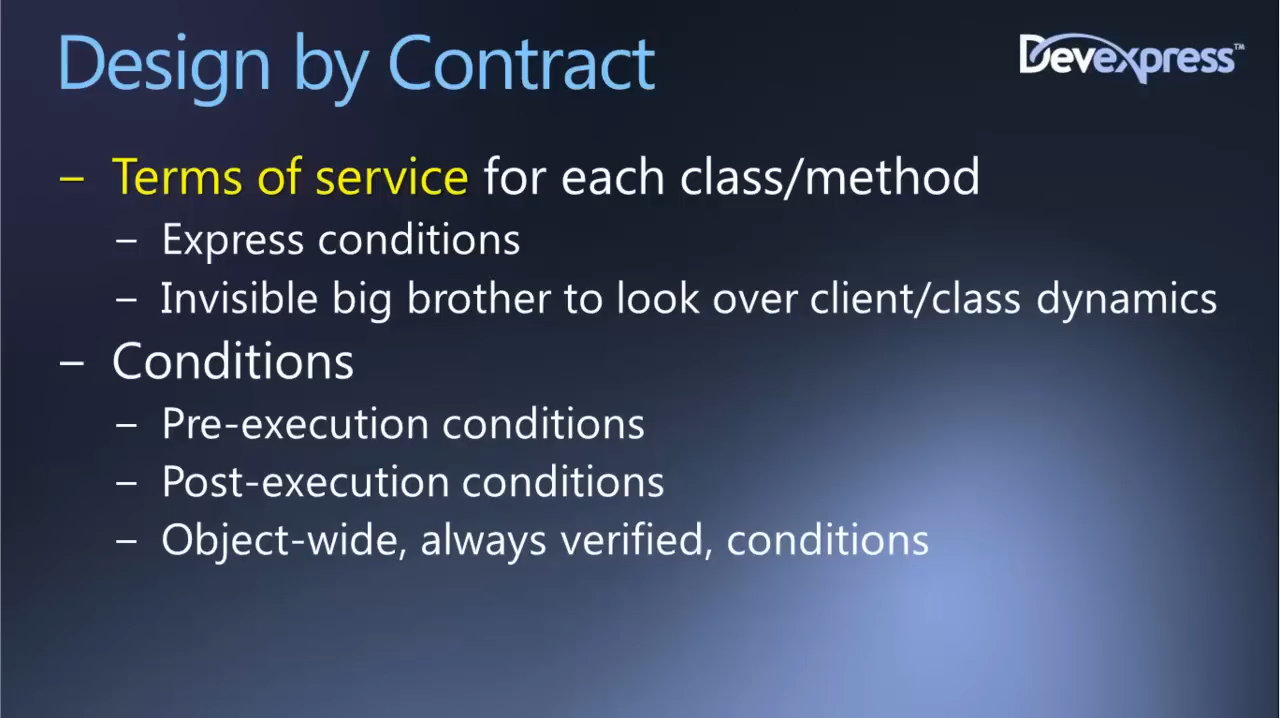 Design by Contract
Devexpress™
– Terms of service for each class/method
– Express conditions
– Invisible big brother to look over client/class dynamics
– Conditions
– Pre-execution conditions
– Post-execution conditions
– Object-wide, always verified, conditions